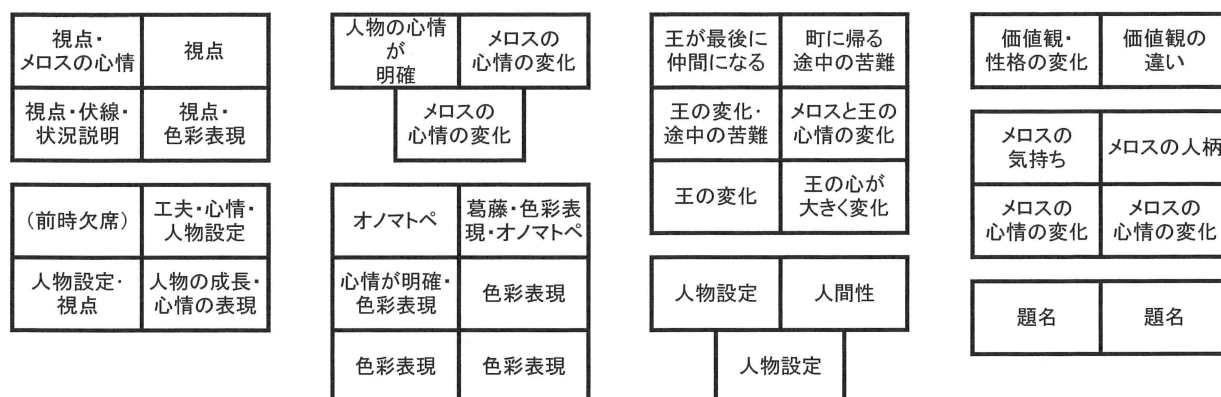 視点・
メロスの心情
視点
視点・伏線・
状況説明
視点・
色彩表現
(前時欠席)
工夫・心情・
人物設定
人物設定・
視点
人物の成長・
心情の表現
人物の心情
が
明確
メロスの
心情の変化
メロスの
心情の変化
オノマトペ
葛藤・色彩表
現・オノマトペ
心情が明確・
色彩表現
色彩表現
色彩表現
色彩表現
王が最後に
仲間になる
町に帰る
途中の苦難
王の変化・
途中の苦難
メロスと王の
心情の変化
王の変化
王の心が
大きく変化
人物設定
人間性
人物設定
価値観・
性格の変化
価値観の
違い
メロスの
気持ち
メロスの人柄
メロスの
心情の変化
メロスの
心情の変化
題名
題名